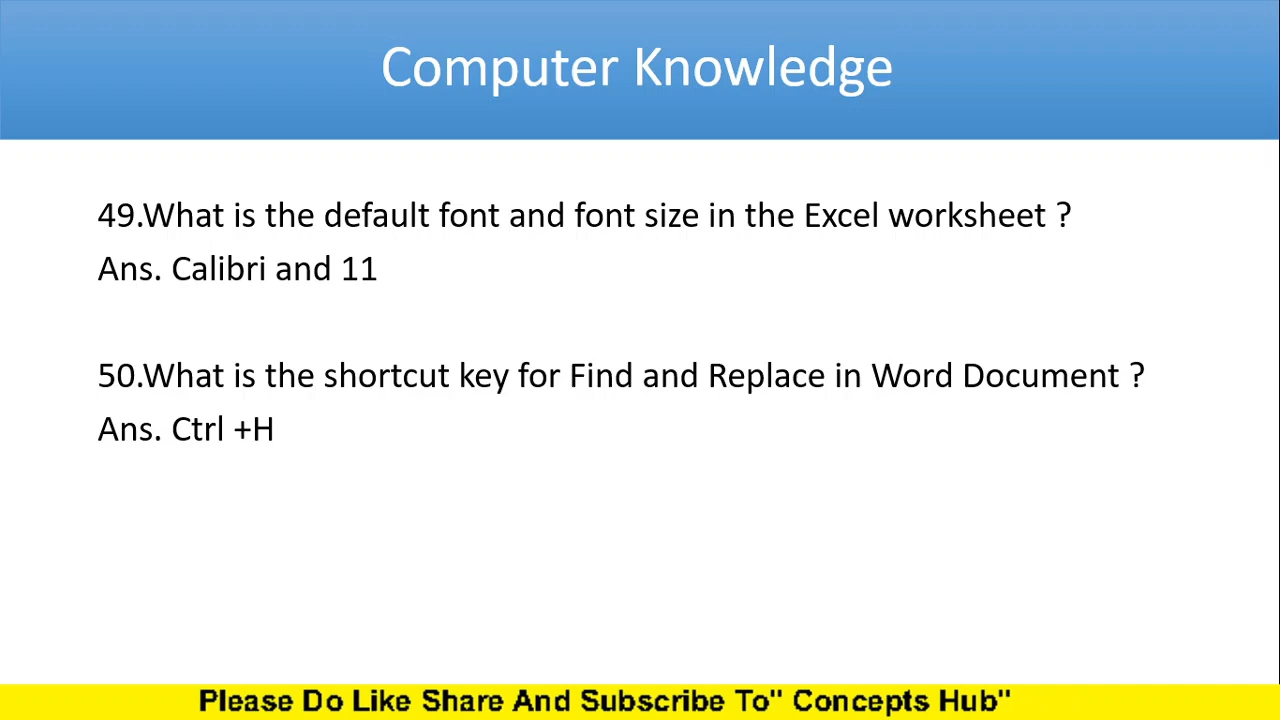 Computer Knowledge
49.What is the default font and font size in the Excel worksheet ?
Ans. Calibri and 11
50.What is the shortcut key for Find and Replace in Word Document ?
Ans. Ctrl +H
Please Do Like Share And Subscribe To" Concepts Hub"